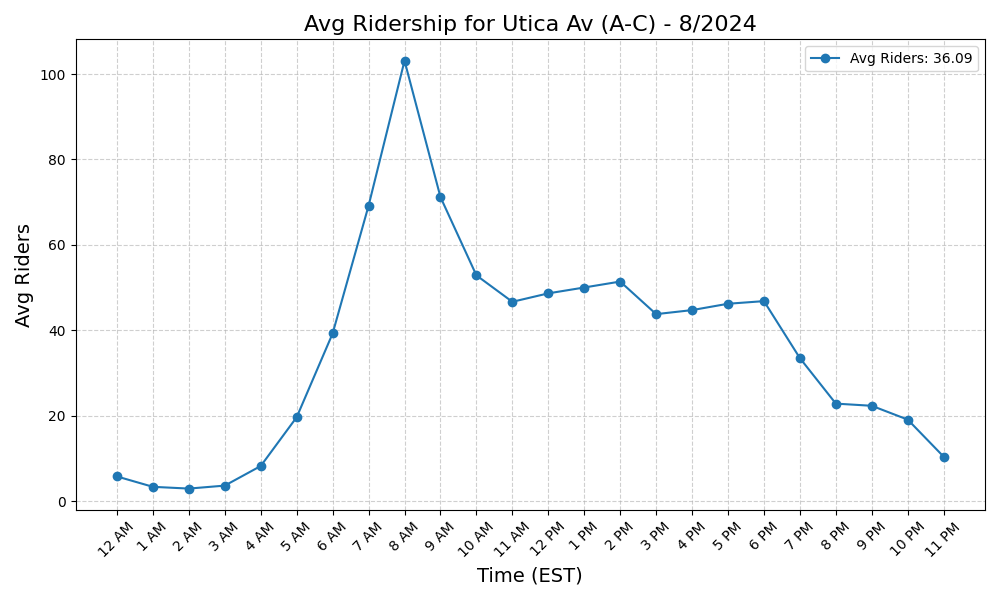 Avg Ridership for Utica Av (A-C) - 8/2024
Avg Riders: 36.09
Avg Riders
100
80
60
40
20
0
12 AM
1 AM
2 AM
3 AM
4 AM
5 AM
6 AM
7 AM
8 AM
9 AM
10 AM
11 AM
12 PM
1 PM
2 PM
3 PM
4 PM
5 PM
6 PM
7 PM
8 PM
9 PM
10 PM
11 PM
Time (EST)